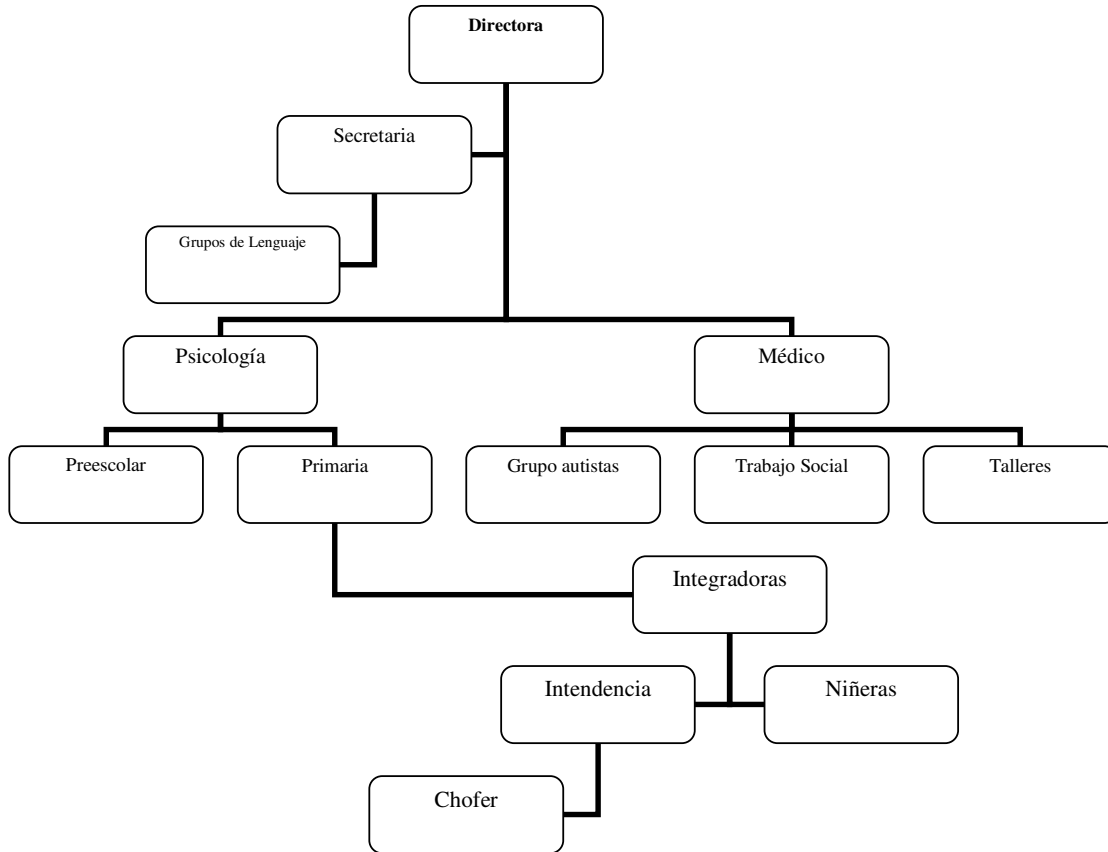 Directora
Secretaria
Grupos de Lenguaje
Psicología
Médico
Preescolar
Primaria
Grupo autistas
Trabajo Social
Talleres
Integradoras
Intendencia
Niñeras
Chofer